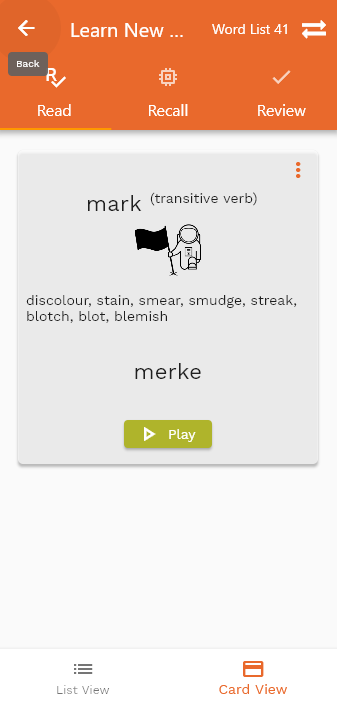 Learn New ...
Word List 41
Back
Read
Recall
Review
mark (transitive verb)
discolour, stain, smear, smudge, streak,
blotch, blot, blemish
merke
Play
List View
Card View